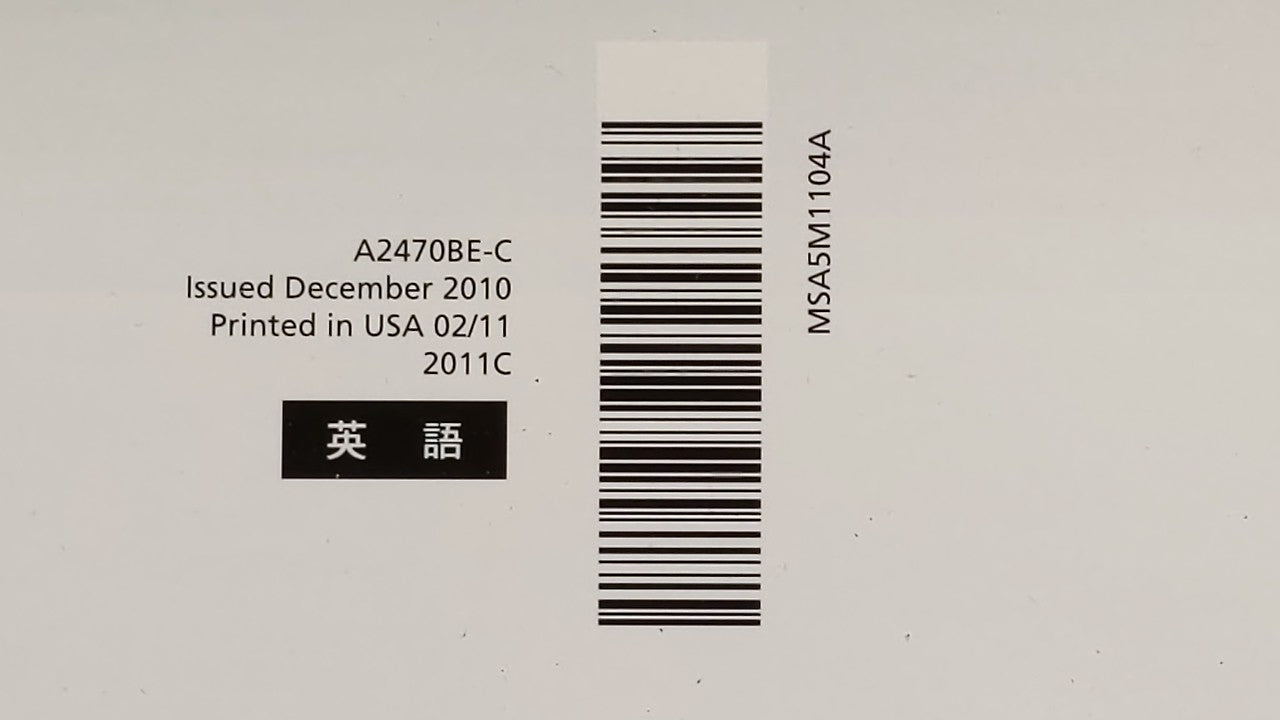 A2470BE-C
Issued December 2010
Printed in USA 02/11
2011C
英 語
MSA5M1104A